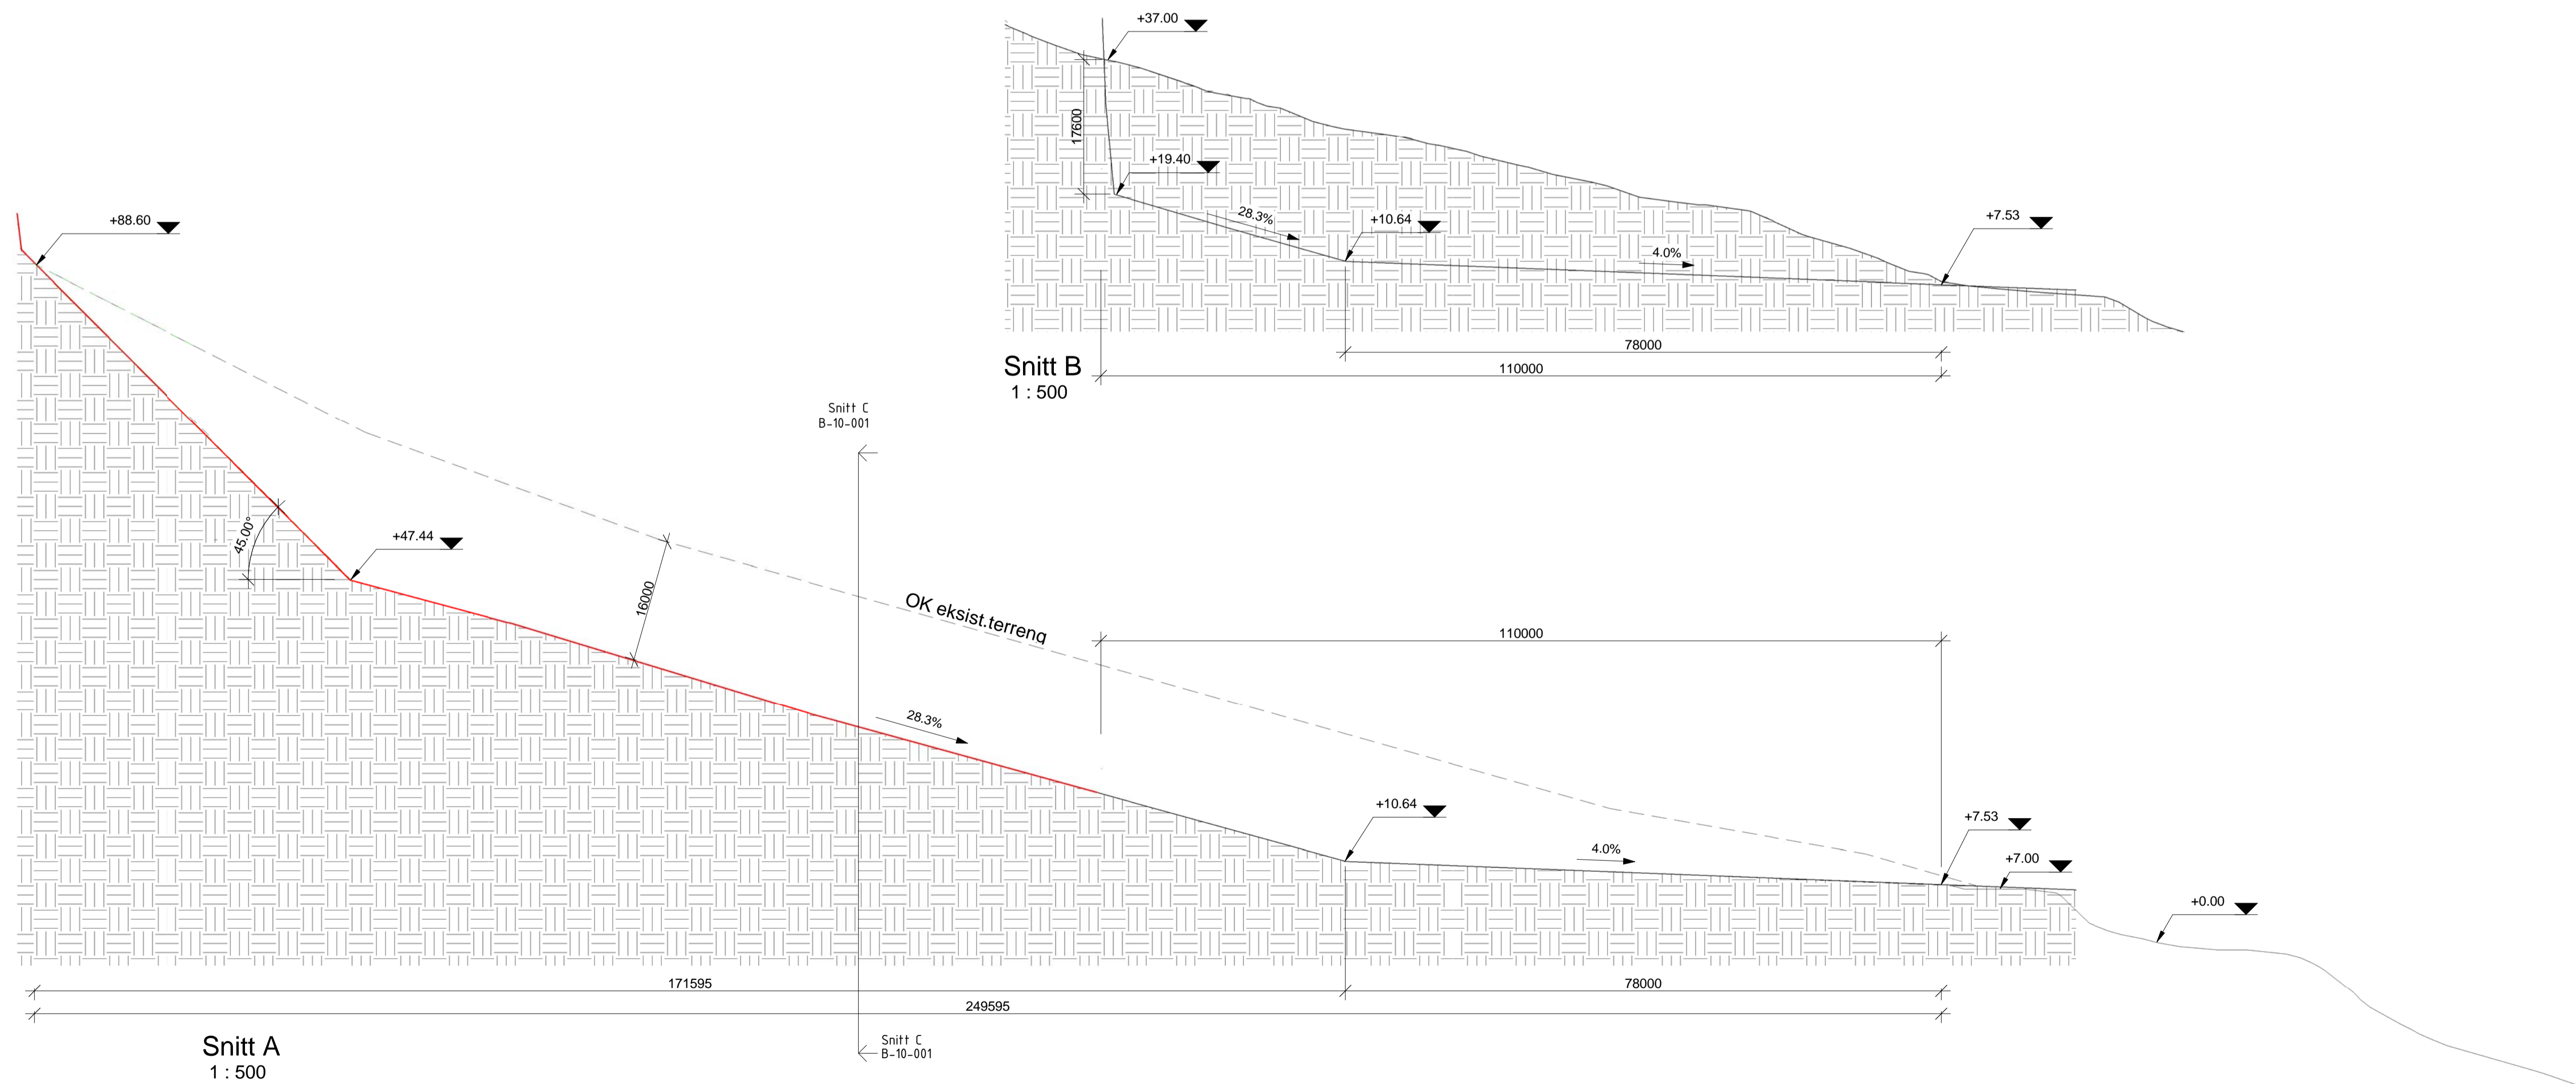 +37.00
17600
+19.40
28.3%
+10.64
+7.53
4.0%
78000
110000
Snitt B
1 : 500
+88.60
Snitt C
B-10-001
45.00°
+47.44
16000
OK eksist.terreng
110000
28.3%
+10.64
4.0%
+7.53
+7.00
+0.00
171595
78000
249595
Snitt A
1 : 500
Snitt C
B-10-001